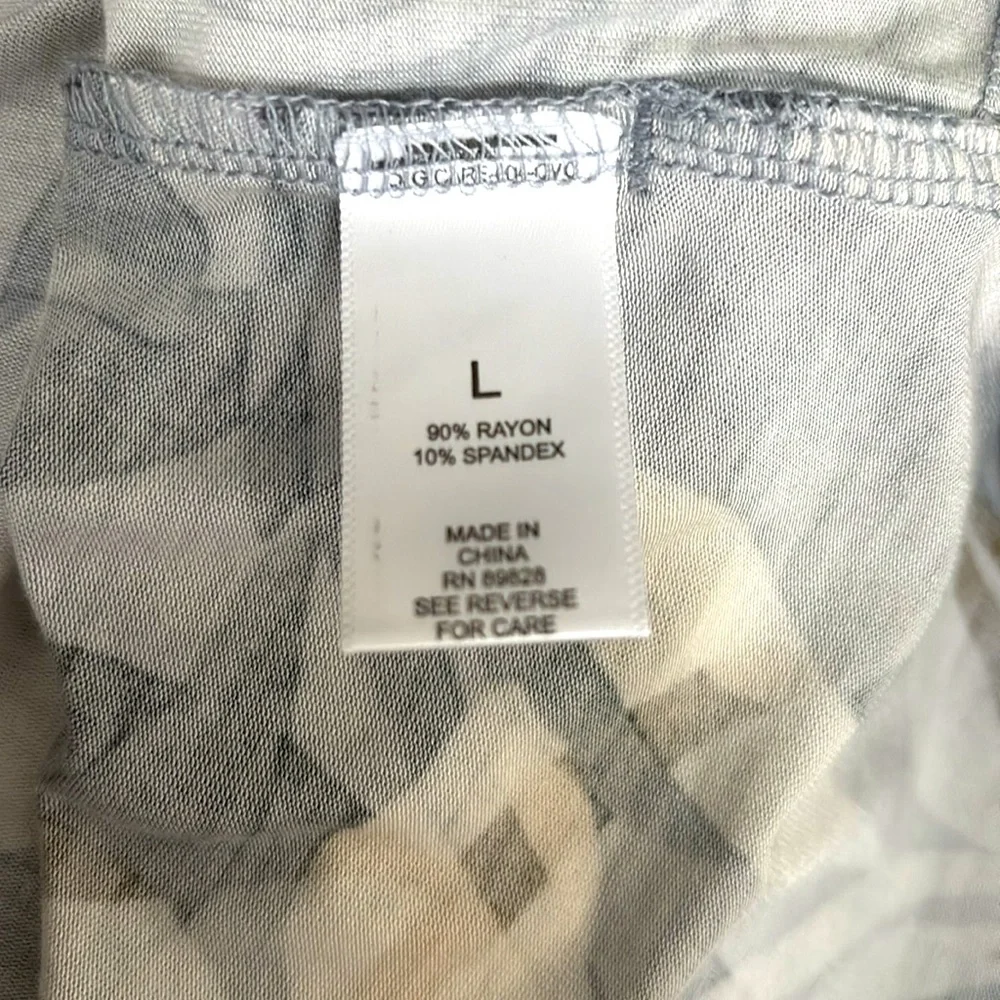 L
90% RAYON
10% SPANDEX
MADE IN
CHINA
RN 89828
SEE REVERSE
FOR CARE